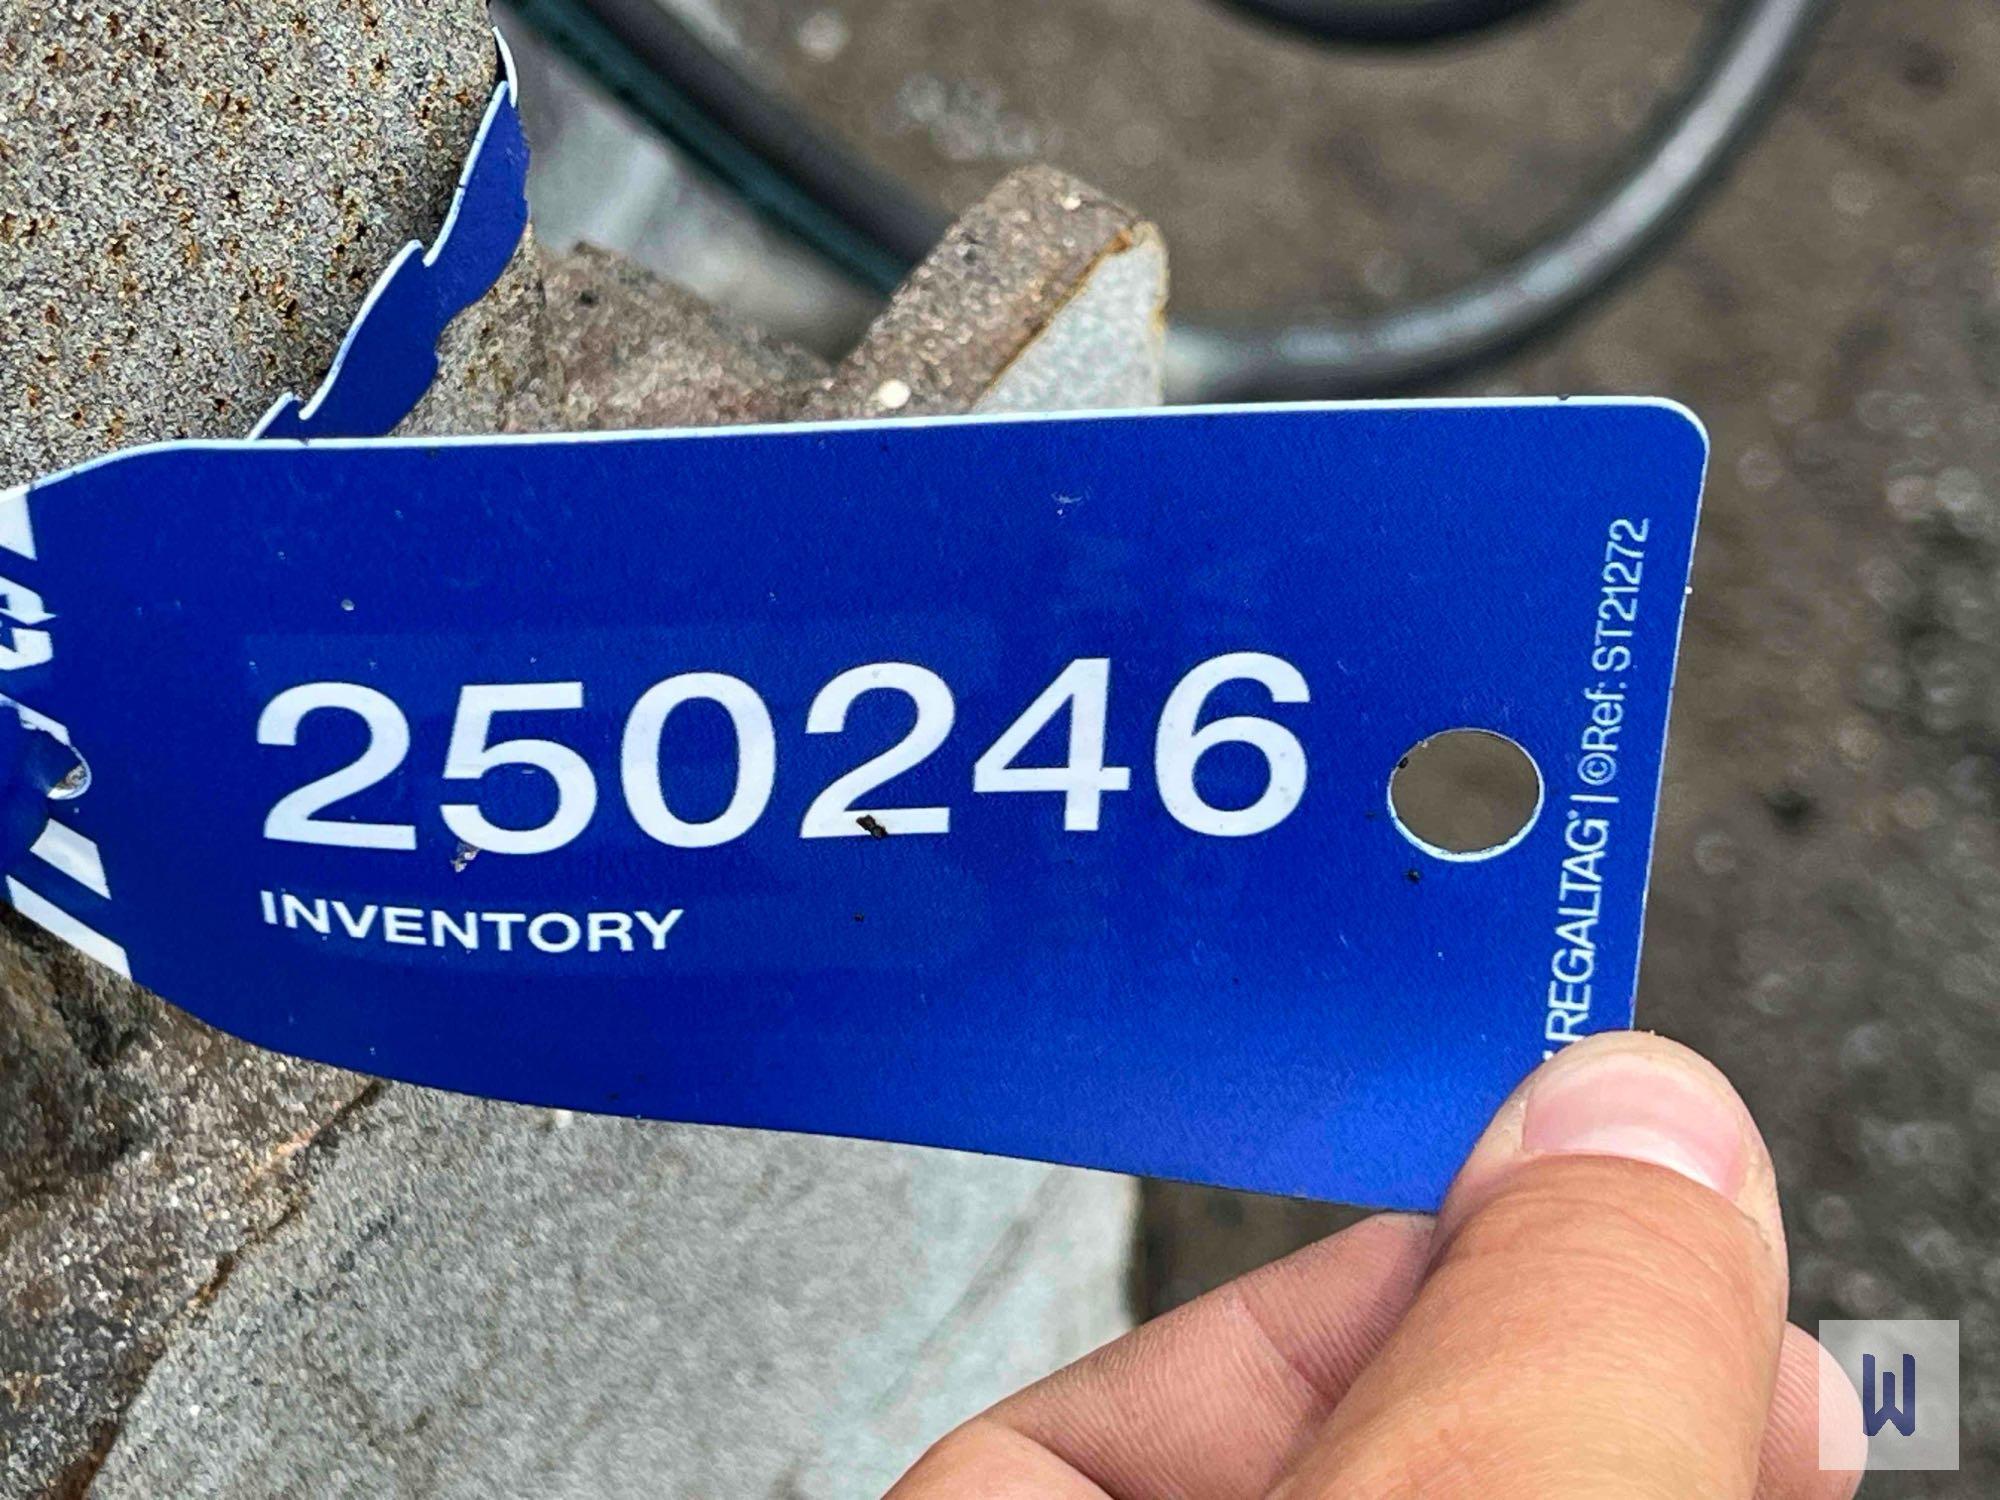 250246
INVENTORY
REGALTAG | ©Ref: ST21272
W